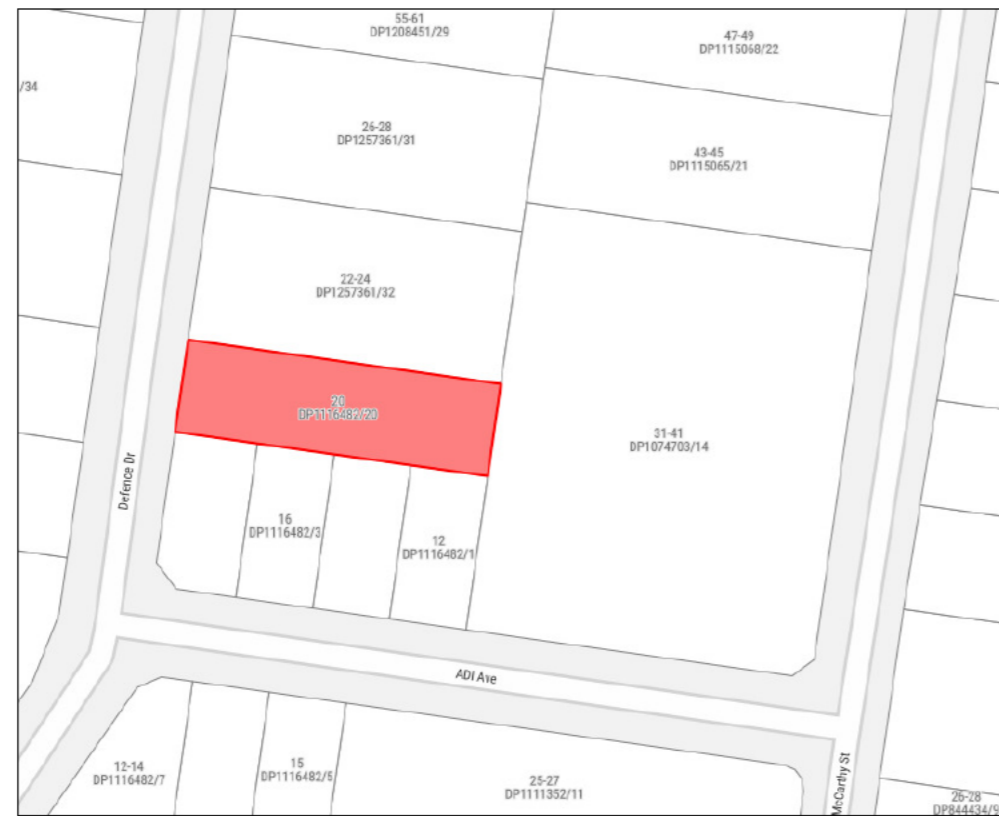 55-61
DP1208451/29
47-49
DP1115068/22
/34
26-28
DP1257361/31
43-45
DP1115065/21
22-24
DP1257361/32
20
DP1116482/20
31-41
DP1074703/14
Defence Dr
16
DP1116482/3
12
DP1116482/1
ADI Ave
12-14
DP1116482/7
15
DP1116482/5
25-27
DP1111352/11
McCarthy St
26-28
DP844434/9